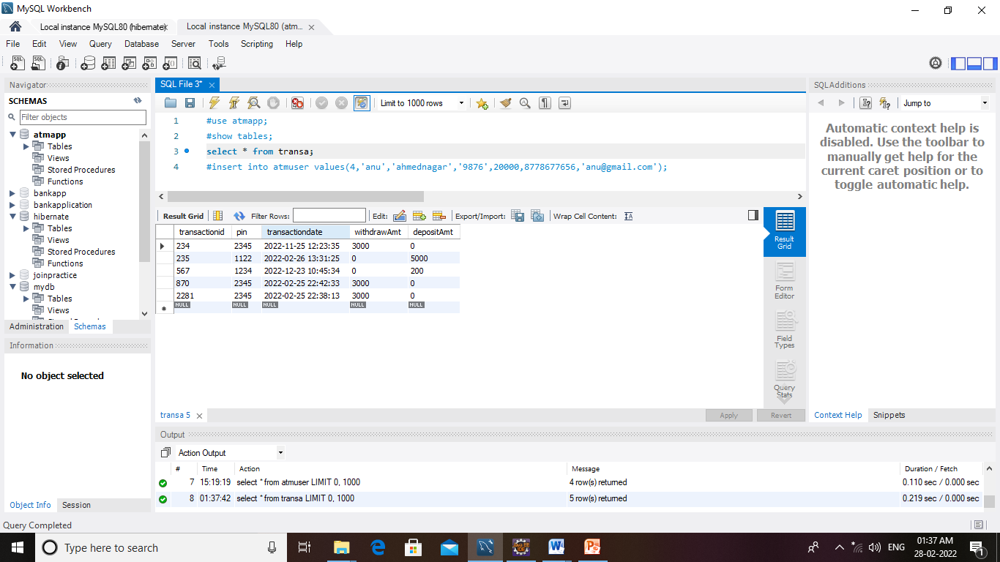 MySQL Workbench
Local instance MySQL80 (hibernate) Local instance MySQL80 (atm...
File Edit View Query Database Server Tools Scripting Help
Navigator
SCHEMAS
Filter objects
atmapp
Tables
Views
Stored Procedures
Functions
bankapp
bankapplication
hibernate
Tables
Views
Stored Procedures
Functions
joinpractice
mydb
Tables
Views
Administration Schemas
Information
No object selected
Object Info Session
SQL File 3*
Limit to 1000 rows
1 #use atmapp;
2 #show tables;
3 select * from transa;
4 #insert into atmuser values(4,'anu','ahmednagar','9876',20000,8778677656,'anu@gmail.com');
Result Grid Filter Rows: Edit: Export/Import: Wrap Cell Content:
transactionid pin transactiondate withdrawAmt depositAmt
234 2345 2022-11-25 12:23:35 3000 0
235 1122 2022-02-26 13:31:25 0 5000
567 1234 2022-12-23 10:45:34 0 200
870 2345 2022-02-25 22:42:33 3000 0
2281 2345 2022-02-25 22:38:13 3000 0
NULL NULL NULL NULL NULL
Result
Grid
Form
Editor
Field
Types
Query
Stats
transa 5
Apply Revert
SQLAdditions
Jump to
Automatic context help is
disabled. Use the toolbar to
manually get help for the
current caret position or to
toggle automatic help.
Context Help Snippets
Output
Action Output
# Time Action Message Duration / Fetch
7 15:19:19 select * from atmuser LIMIT 0, 1000 4 row(s) returned 0.110 sec / 0.000 sec
8 01:37:42 select * from transa LIMIT 0, 1000 5 row(s) returned 0.219 sec / 0.000 sec
Query Completed
Type here to search
ENG
01:37 AM
28-02-2022
1